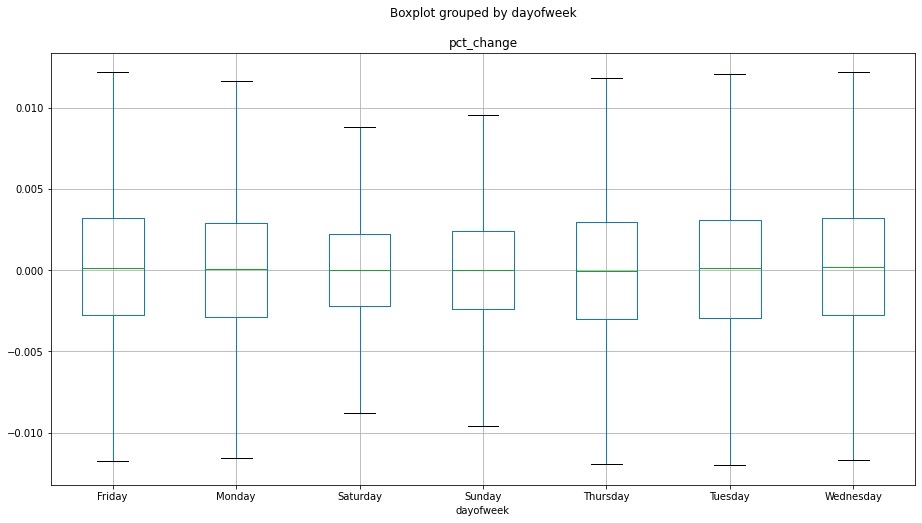 Boxplot grouped by dayofweek
pct_change
0.010
0.005
0.000
−0.005
−0.010
Friday Monday Saturday Sunday Thursday Tuesday Wednesday
dayofweek